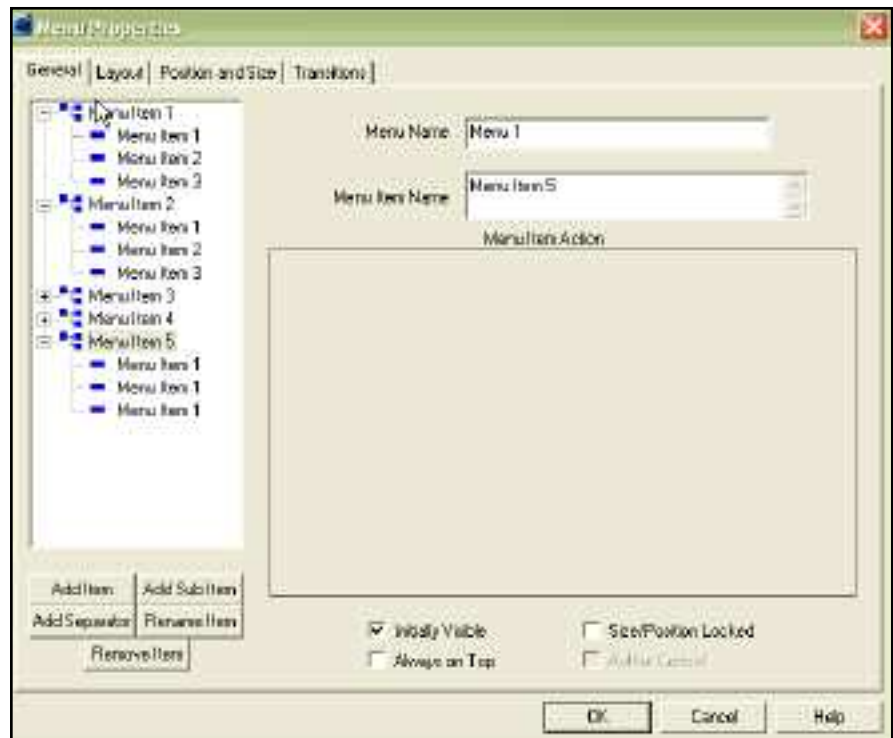 Menu Properties
General Layout Position and Size Transitions
Menu Item 1
Menu Item 1
Menu Item 2
Menu Item 3
Menu Item 2
Menu Item 1
Menu Item 2
Menu Item 3
Menu Item 3
Menu Item 4
Menu Item 5
Menu Item 1
Menu Item 1
Menu Item 1
Add Item Add Sub Item
Add Separator Rename Item
Remove Item
Menu Name Menu 1
Menu Item Name Menu Item 5
Menu Item Action
Initially Visible Size/Position Locked
Always on Top Author Control
OK Cancel Help